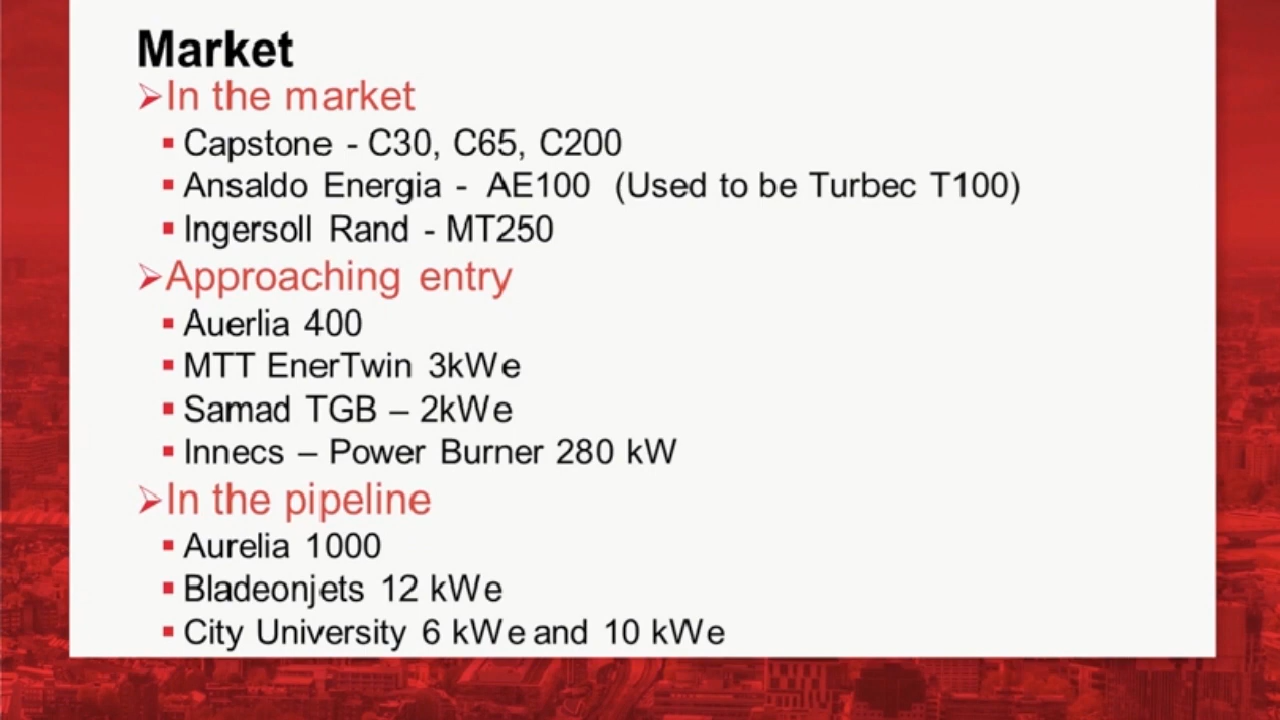 Market
➢In the market
▪ Capstone - C30, C65, C200
▪ Ansaldo Energia - AE100 (Used to be Turbec T100)
▪ Ingersoll Rand - MT250
➢Approaching entry
▪ Auerlia 400
▪ MTT EnerTwin 3kWe
▪ Samad TGB – 2kWe
▪ Innecs – Power Burner 280 kW
➢In the pipeline
▪ Aurelia 1000
▪ Bladeonjets 12 kWe
▪ City University 6 kWe and 10 kWe